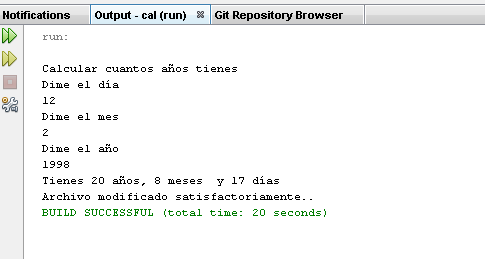 Notifications Output - cal (run) Git Repository Browser
run:
Calcular cuantos años tienes
Dime el día
12
Dime el mes
2
Dime el año
1998
Tienes 20 años, 8 meses  y 17 días
Archivo modificado satisfactoriamente..
BUILD SUCCESSFUL (total time: 20 seconds)